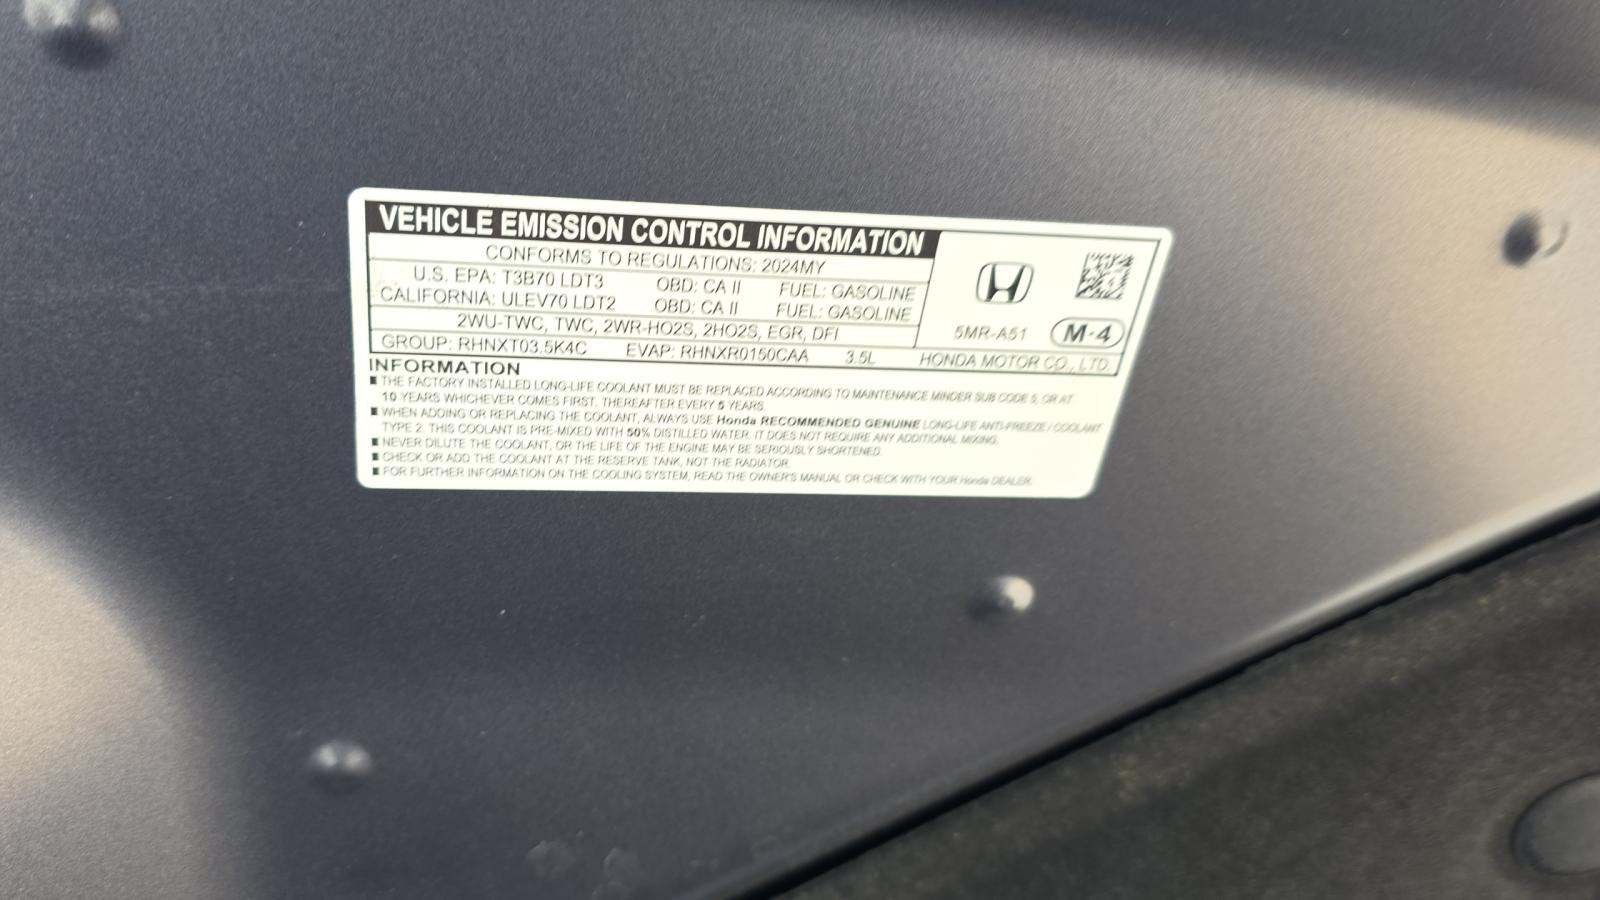 VEHICLE EMISSION CONTROL INFORMATION
CONFORMS TO REGULATIONS: 2024MY
U.S. EPA: T3B70 LDT3 OBD: CA II FUEL: GASOLINE
CALIFORNIA: ULEV70 LDT2 OBD: CA II FUEL: GASOLINE
2WU-TWC, TWC, 2WR-HO2S, 2HO2S, EGR, DFI
5MR-A51 M-4
GROUP: RHNXT03.5K4C EVAP: RHNXR0150CAA 3.5L HONDA MOTOR CO., LTD.
INFORMATION
■ THE FACTORY INSTALLED LONG-LIFE COOLANT MUST BE REPLACED ACCORDING TO MAINTENANCE MINDER SUB CODE 5, OR AT
10 YEARS WHICHEVER COMES FIRST. THEREAFTER EVERY 5 YEARS.
■ WHEN ADDING OR REPLACING THE COOLANT, ALWAYS USE Honda RECOMMENDED GENUINE LONG-LIFE ANTI-FREEZE / COOLANT
TYPE 2. THIS COOLANT IS PRE-MIXED WITH 50% DISTILLED WATER. IT DOES NOT REQUIRE ANY ADDITIONAL MIXING.
■ NEVER DILUTE THE COOLANT, OR THE LIFE OF THE ENGINE MAY BE SERIOUSLY SHORTENED.
■ CHECK OR ADD THE COOLANT AT THE RESERVE TANK, NOT THE RADIATOR.
■ FOR FURTHER INFORMATION ON THE COOLING SYSTEM, READ THE OWNER'S MANUAL OR CHECK WITH YOUR Honda DEALER.